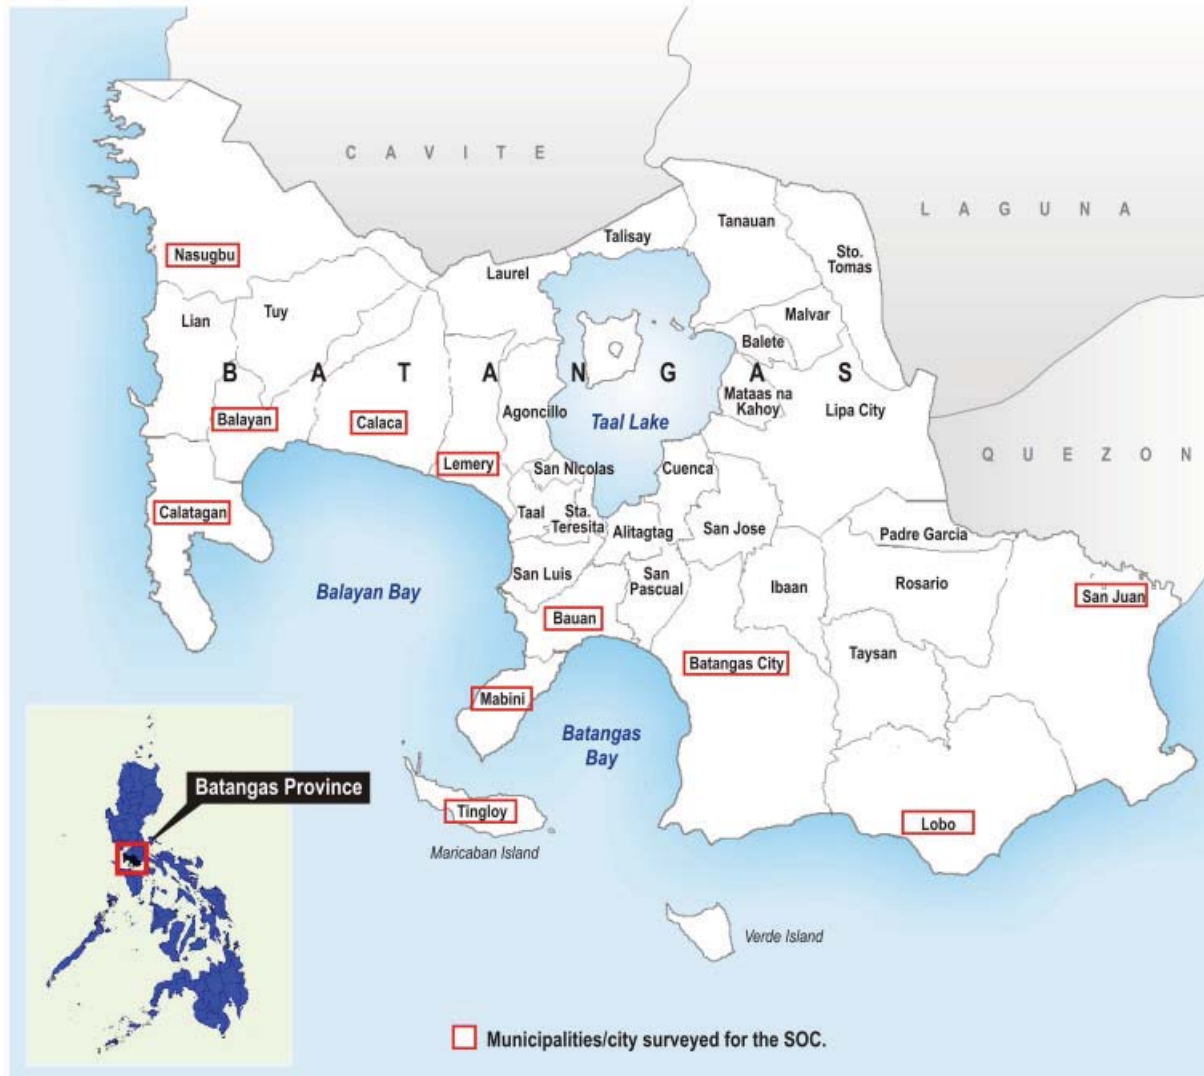 C A V I T E
L A G U N A
Q U E Z O N
Talisay
Tanauan
Sto.
Tomas
Nasugbu
Laurel
Lian
Tuy
Malvar
Balete
B A T A N G A S
Mataas na
Kahoy
Lipa City
Balayan
Calaca
Agoncillo
Taal Lake
Lemery
San Nicolas
Cuenca
Calatagan
Taal
Sta.
Teresita
Alitagtag
San Jose
Padre Garcia
San Luis
San
Pascual
Ibaan
Rosario
San Juan
Balayan Bay
Bauan
Batangas City
Taysan
Mabini
Batangas
Bay
Batangas Province
Tingloy
Lobo
Maricaban Island
Verde Island
Municipalities/city surveyed for the SOC.